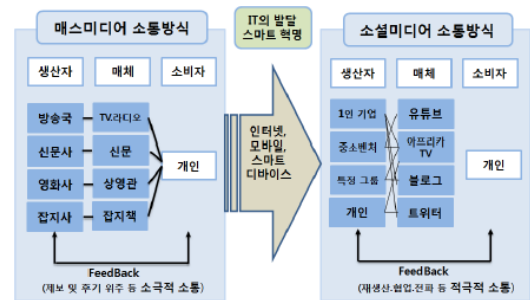 매스미디어 소통방식
생산자 매체 소비자
방송국 TV.라디오
신문사 신문
개인
영화사 상영관
잡지사 잡지책
FeedBack
(제보 및 후기 위주 등 소극적 소통)
IT의 발달
스마트 혁명
인터넷,
모바일,
스마트
디바이스
소셜미디어 소통방식
생산자 매체 소비자
1인 기업 유튜브
중소벤처 아프리카
TV
개인
특정 그룹 블로그
개인 트위터
FeedBack
(재생산.협업.전파 등 적극적 소통)